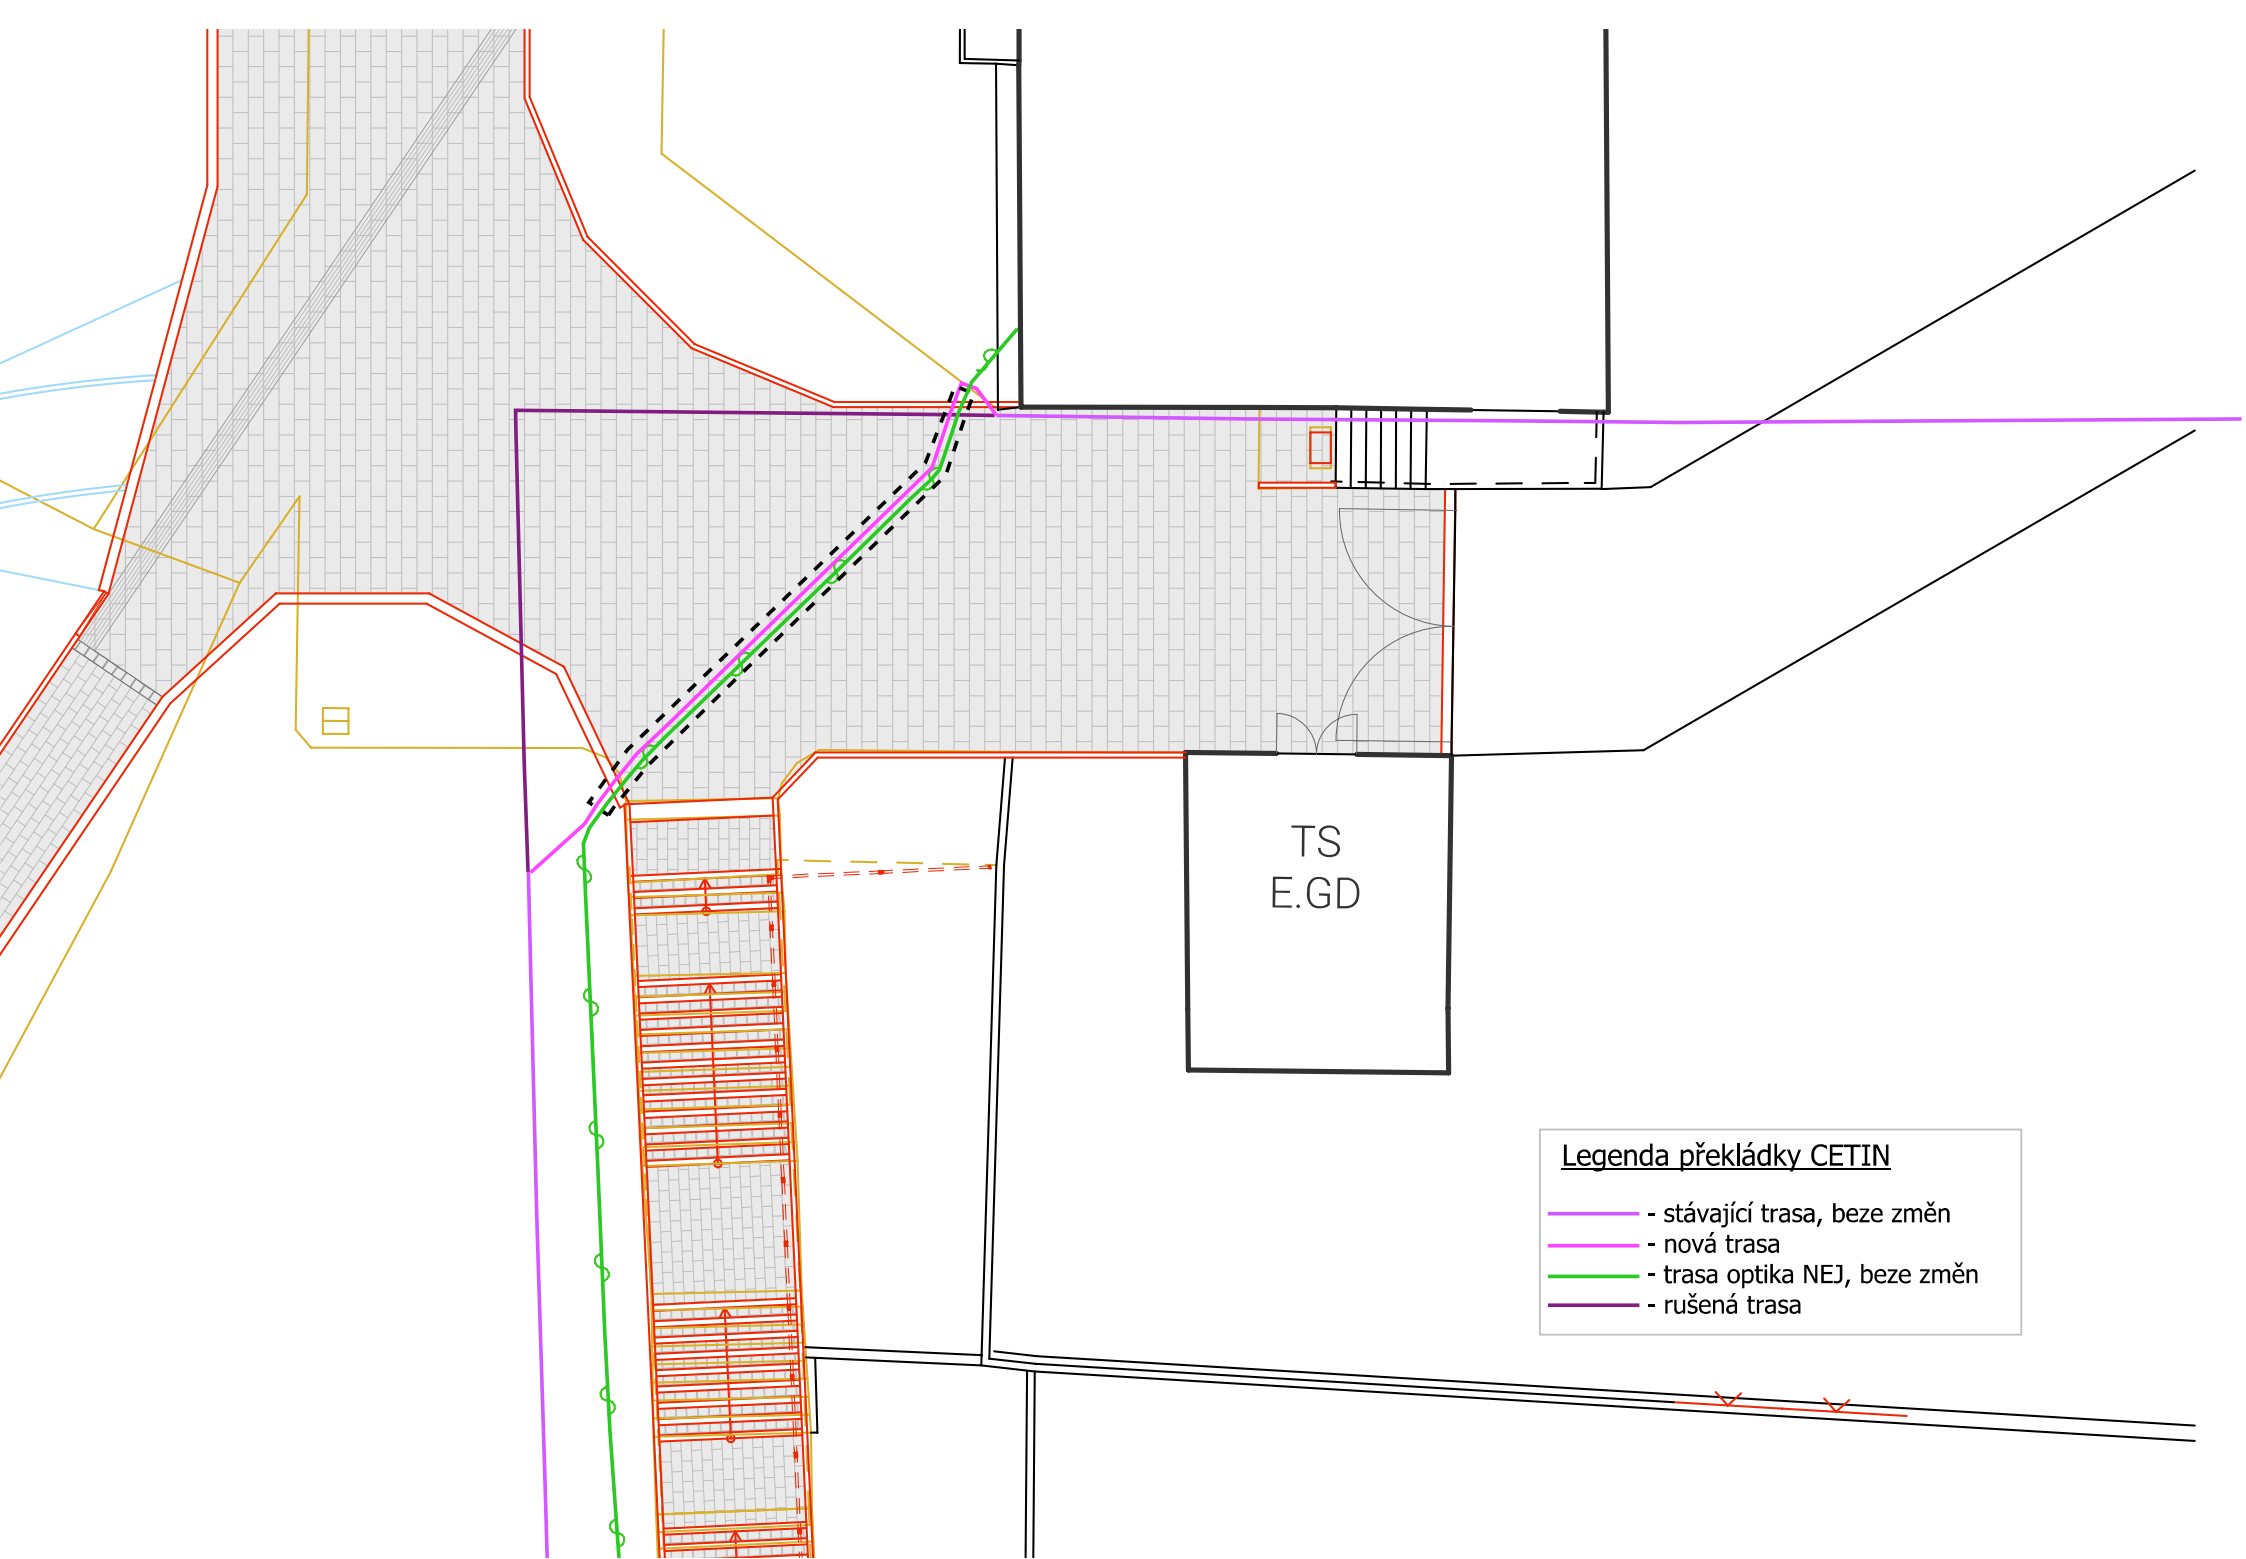 TS
E.GD
Legenda překládky CETIN
- stávající trasa, beze změn
- nová trasa
- trasa optika NEJ, beze změn
- rušená trasa